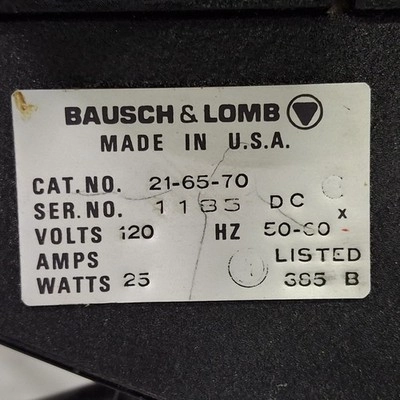 BAUSCH & LOMB
MADE IN U.S.A.
CAT.NO. 21-65-70
SER.NO. 1185 DC
VOLTS 120 HZ 50-60 x
AMPS LISTED
WATTS 25 385 B